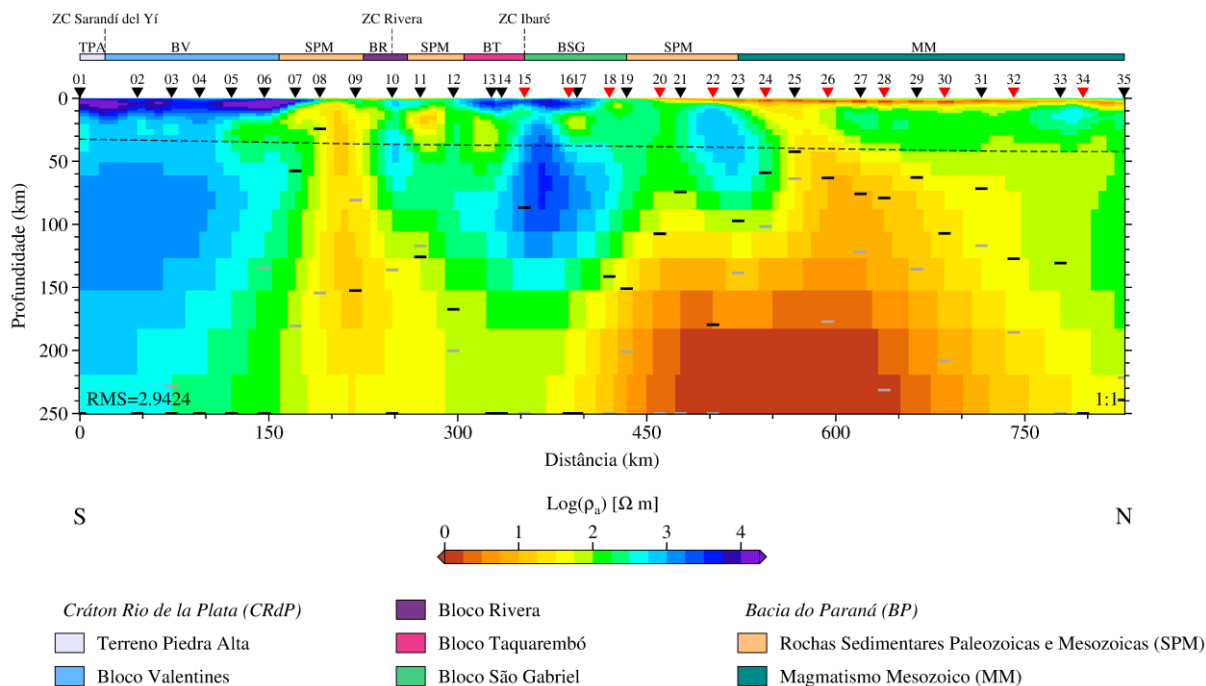 ZC Sarandí del Yí ZC Rivera ZC Ibaré
TPA BV SPM BR SPM BT BSG SPM MM
01 02 03 04 05 06 07 08 09 10 11 12 13 14 15 16 17 18 19 20 21 22 23 24 25 26 27 28 30 31 32 33 34 35
0
50
100
150
200
250
Profundidade (km)
RMS=2.9424 1:1
0 150 300 450 600 750
Distância (km)
S N
Log(ρa) [Ω m]
0 1 2 3 4
Cráton Rio de la Plata (CRdP) Bloco Rivera Bacia do Paraná (BP)
Terreno Piedra Alta Bloco Taquarembó Rochas Sedimentares Paleozoicas e Mesozoicas (SPM)
Bloco Valentines Bloco São Gabriel Magmatismo Mesozoico (MM)